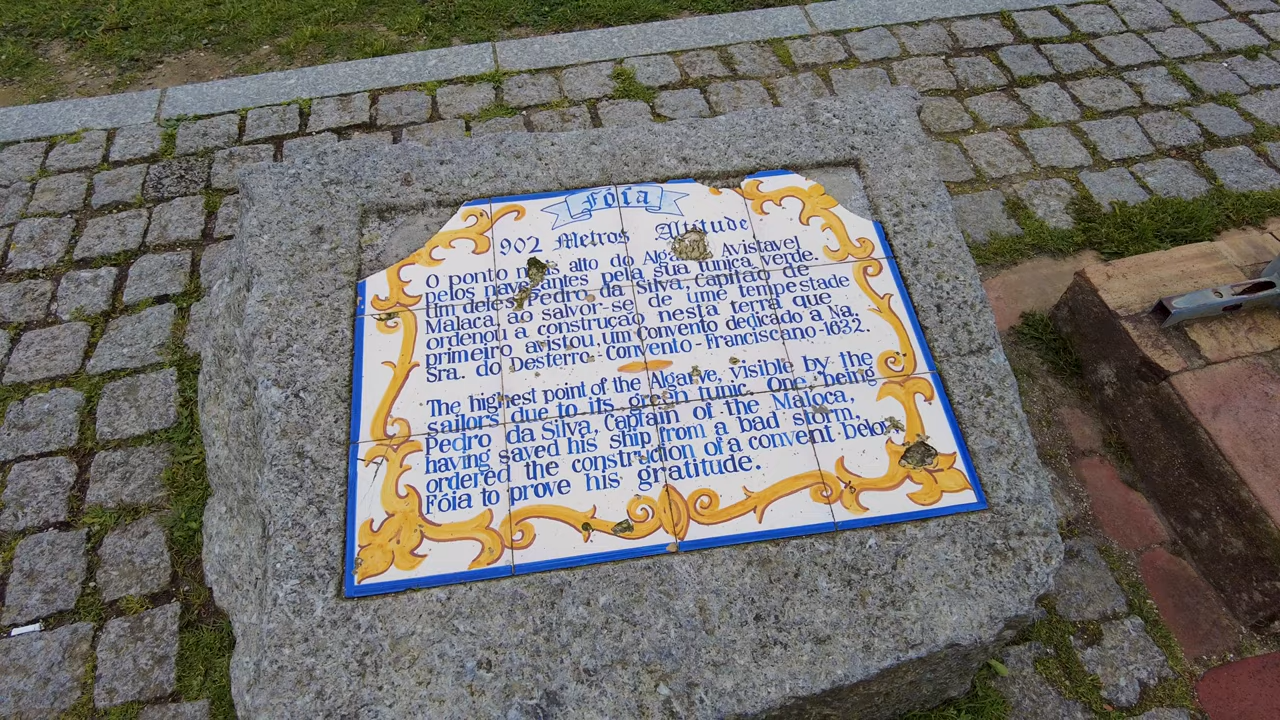 Fóia
902 Metros Altitude
O ponto mais alto do Algarve Avistavel
pelos navegantes pela sua tunica verde.
Um deles Pedro da Silva, capitão de
Malaca ao salvor-se de ume tempestade
ordenou a construção nesta terra que
primeiro avistou, um Convento dedicado a Na.
Sra. do Desterro - Convento - Franciscano - 1632.
The highest point of the Algarve, visible by the
sailors due to its green tunic. One, being
Pedro da Silva, Captain of the Maloca,
having saved his ship from a bad storm,
ordered the construcion of a convent below
Fóia to prove his gratitude.